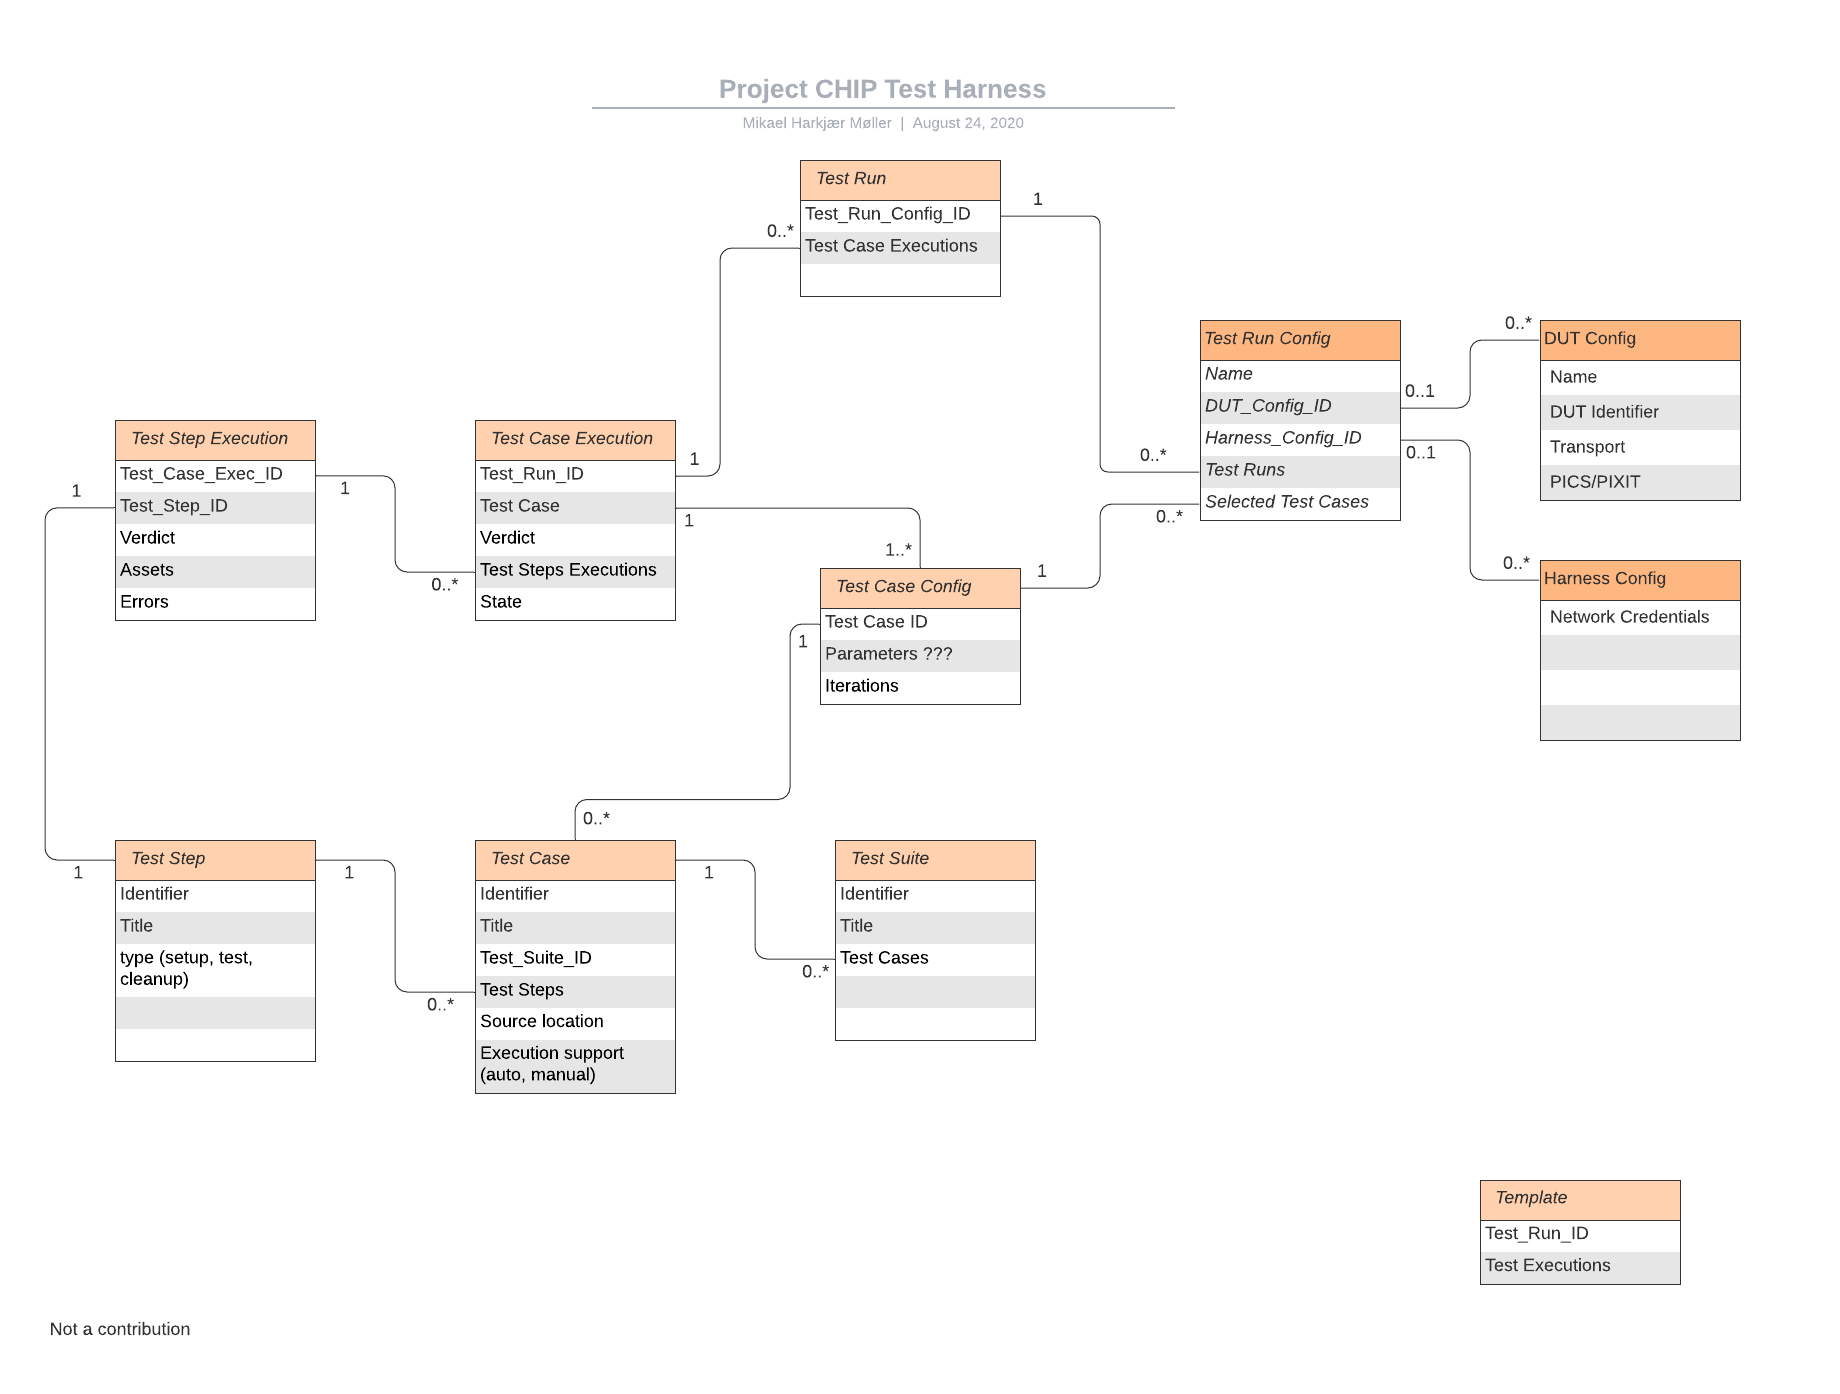 Project CHIP Test Harness
Mikael Harkjær Møller | August 24, 2020
Test Run
Test_Run_Config_ID
Test Case Executions
1
0..*
Test Run Config
Name
DUT_Config_ID
Harness_Config_ID
Test Runs
Selected Test Cases
0..1
0..1
0..*
0..*
DUT Config
Name
DUT Identifier
Transport
PICS/PIXIT
0..*
Harness Config
Network Credentials
0..*
Test Step Execution
Test_Case_Exec_ID
Test_Step_ID
Verdict
Assets
Errors
1
1
0..*
Test Case Execution
Test_Run_ID
Test Case
Verdict
Test Steps Executions
State
1
1
1..*
Test Case Config
Test Case ID
Parameters ???
Iterations
1
1
0..*
Test Step
Identifier
Title
type (setup, test,
cleanup)
1
1
0..*
Test Case
Identifier
Title
Test_Suite_ID
Test Steps
Source location
Execution support
(auto, manual)
1
0..*
Test Suite
Identifier
Title
Test Cases
Template
Test_Run_ID
Test Executions
Not a contribution